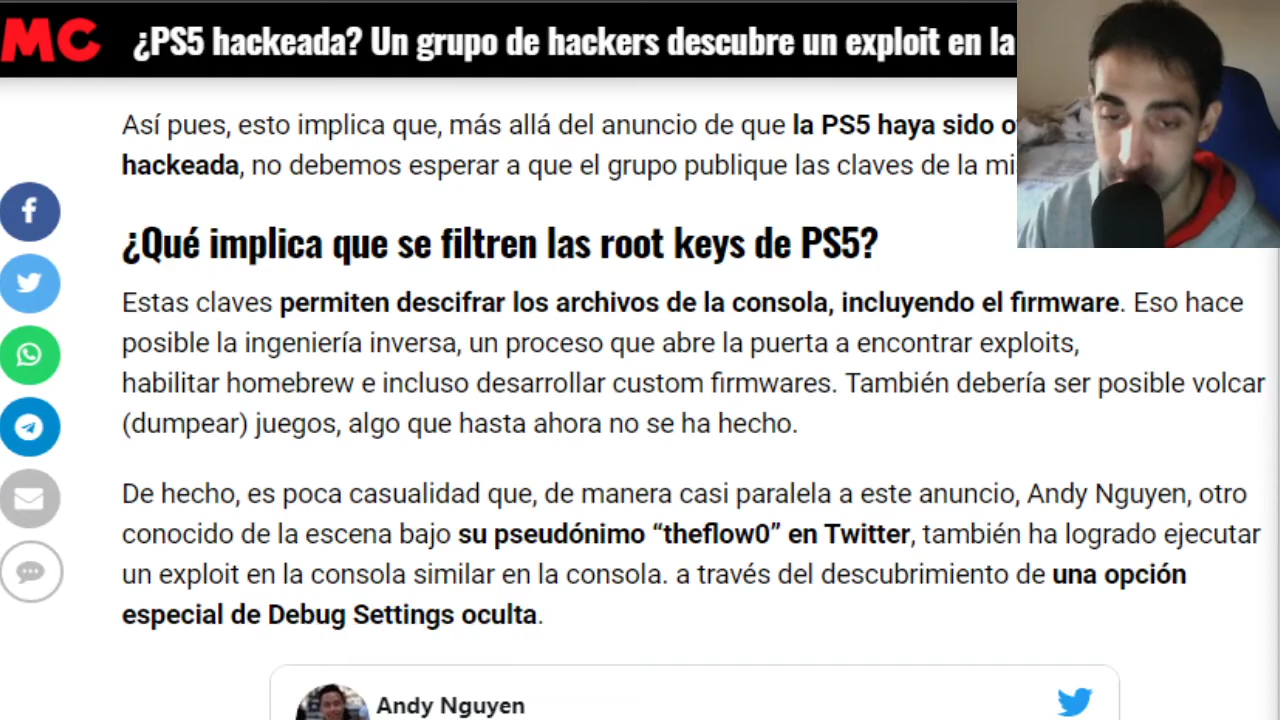 MC
¿PS5 hackeada? Un grupo de hackers descubre un exploit en la
Así pues, esto implica que, más allá del anuncio de que la PS5 haya sido
hackeada, no debemos esperar a que el grupo publique las claves de la
¿Qué implica que se filtren las root keys de PS5?
Estas claves permiten descifrar los archivos de la consola, incluyendo el firmware. Eso hace
posible la ingeniería inversa, un proceso que abre la puerta a encontrar exploits,
habilitar homebrew e incluso desarrollar custom firmwares. También debería ser posible volcar
(dumpear) juegos, algo que hasta ahora no se ha hecho.
De hecho, es poca casualidad que, de manera casi paralela a este anuncio, Andy Nguyen, otro
conocido de la escena bajo su pseudónimo “theflow0” en Twitter, también ha logrado ejecutar
un exploit en la consola similar en la consola. a través del descubrimiento de una opción
especial de Debug Settings oculta.
Andy Nguyen